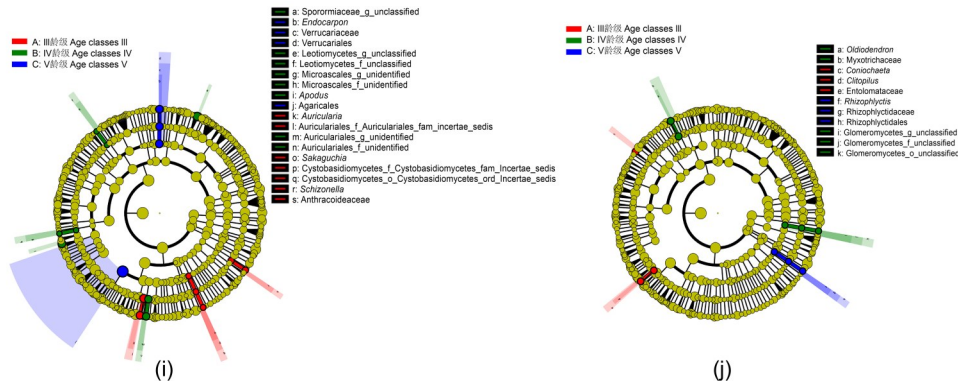 A: III龄级 Age classes III
B: IV龄级 Age classes IV
C: V龄级 Age classes V
a: Sporormiaceae_g_unclassified
b: Endocarpon
c: Verrucariaceae
d: Verrucariales
e: Leotiomycetes_g_unclassified
f: Leotiomycetes_f_unclassified
g: Microascales_g_unidentified
h: Microascales_f_unidentified
i: Apodus
j: Agaricales
k: Auricularia
l: Auriculariales_f_Auriculariales_fam_incertae_sedis
m: Auriculariales_g_unidentified
n: Auriculariales_f_unidentified
o: Sakaguchia
p: Cystobasidiomycetes_f_Cystobasidiomycetes_fam_Incertae_sedis
q: Cystobasidiomycetes_o_Cystobasidiomycetes_ord_Incertae_sedis
r: Schizonella
s: Anthracoideaceae
(i)
A: III龄级 Age classes III
B: IV龄级 Age classes IV
C: V龄级 Age classes V
a: Oldiodendron
b: Myxotrichaceae
c: Coniochaeta
d: Clitopilus
e: Entolomataceae
f: Rhizophlyctis
g: Rhizophlyctidaceae
h: Rhizophlyctidales
i: Glomeromycetes_g_unclassified
j: Glomeromycetes_f_unclassified
k: Glomeromycetes_o_unclassified
(j)